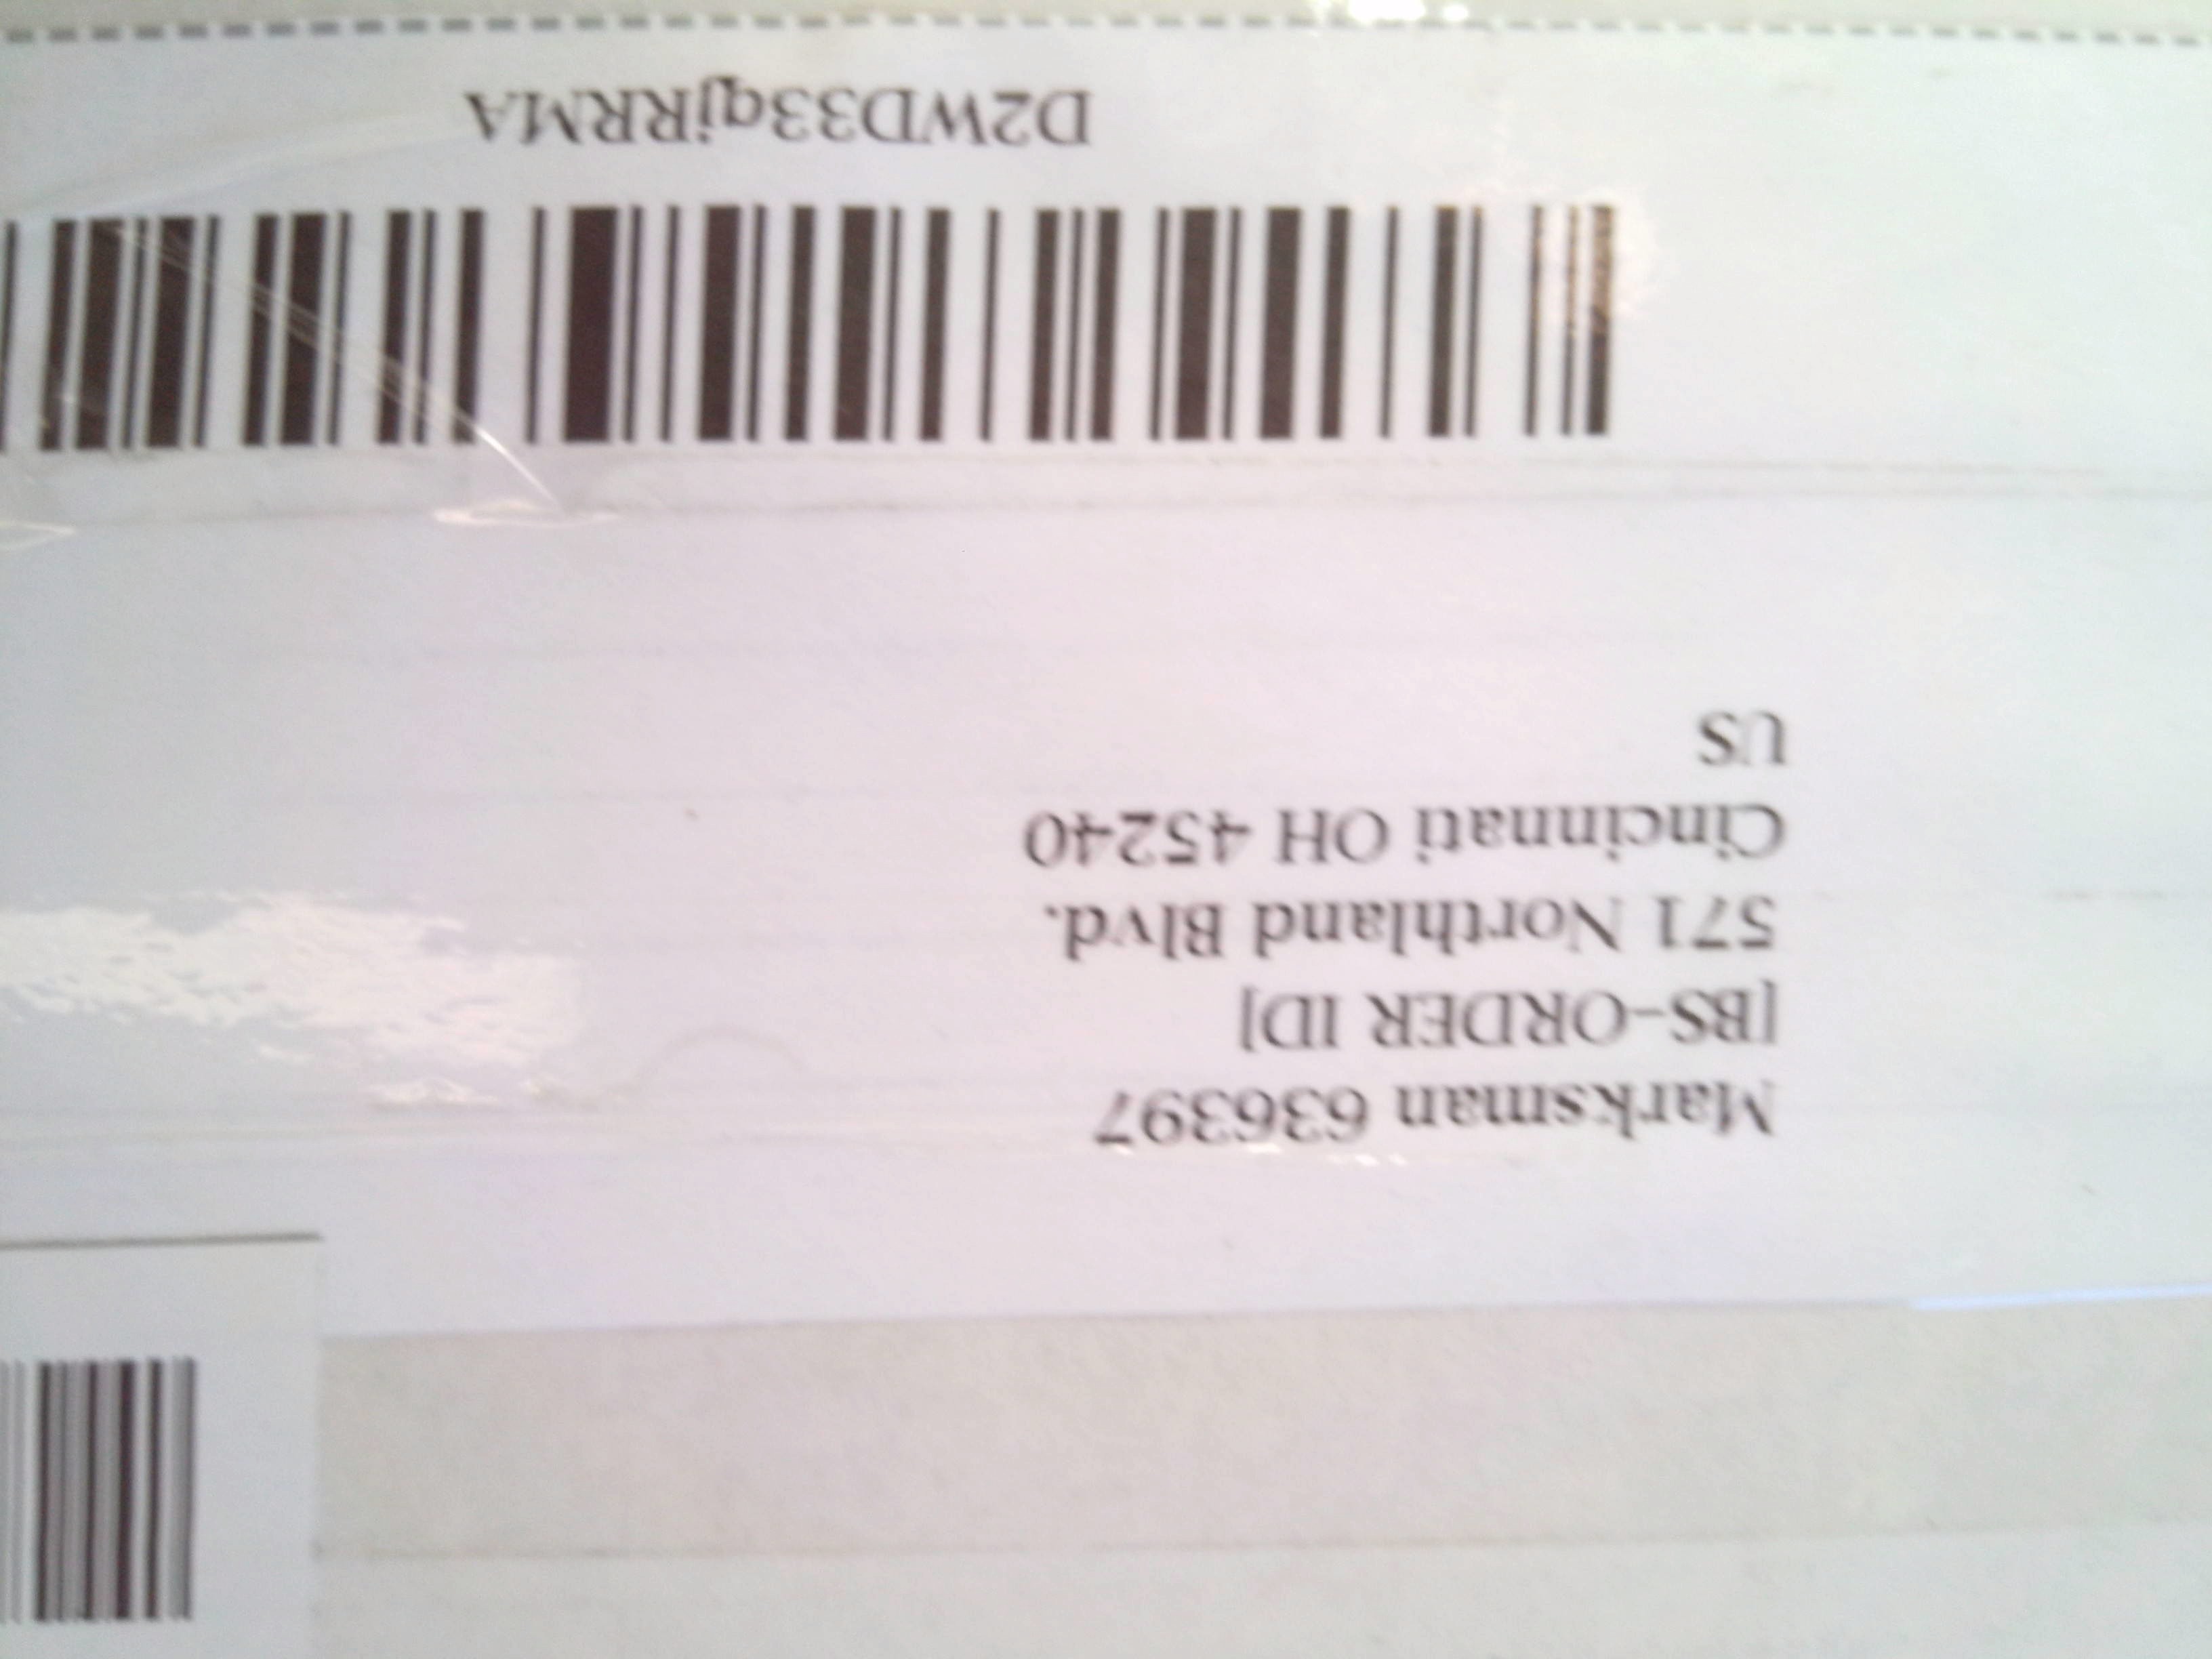 Marksman 636397
[BS-ORDER ID]
571 Northland Blvd.
Cincinnati OH 45240
US
D2WD33qjRRMA